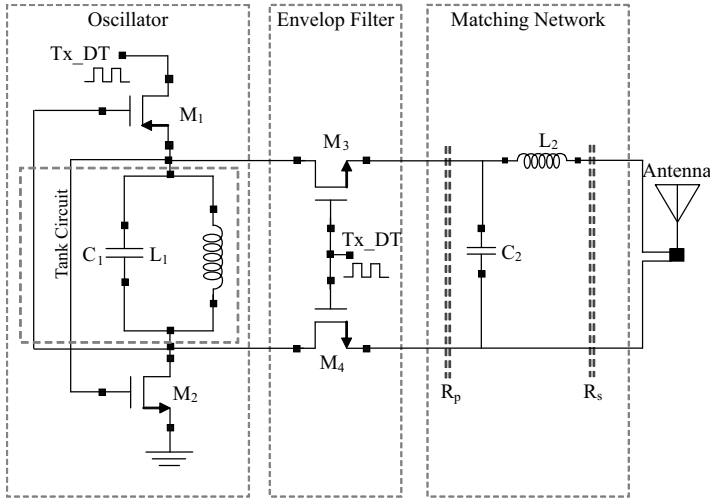 Oscillator
Envelop Filter
Matching Network
Tx_DT
M1
M3
L2
Antenna
Tank Circuit
C1
L1
Tx_DT
C2
M4
M2
Rp
Rs